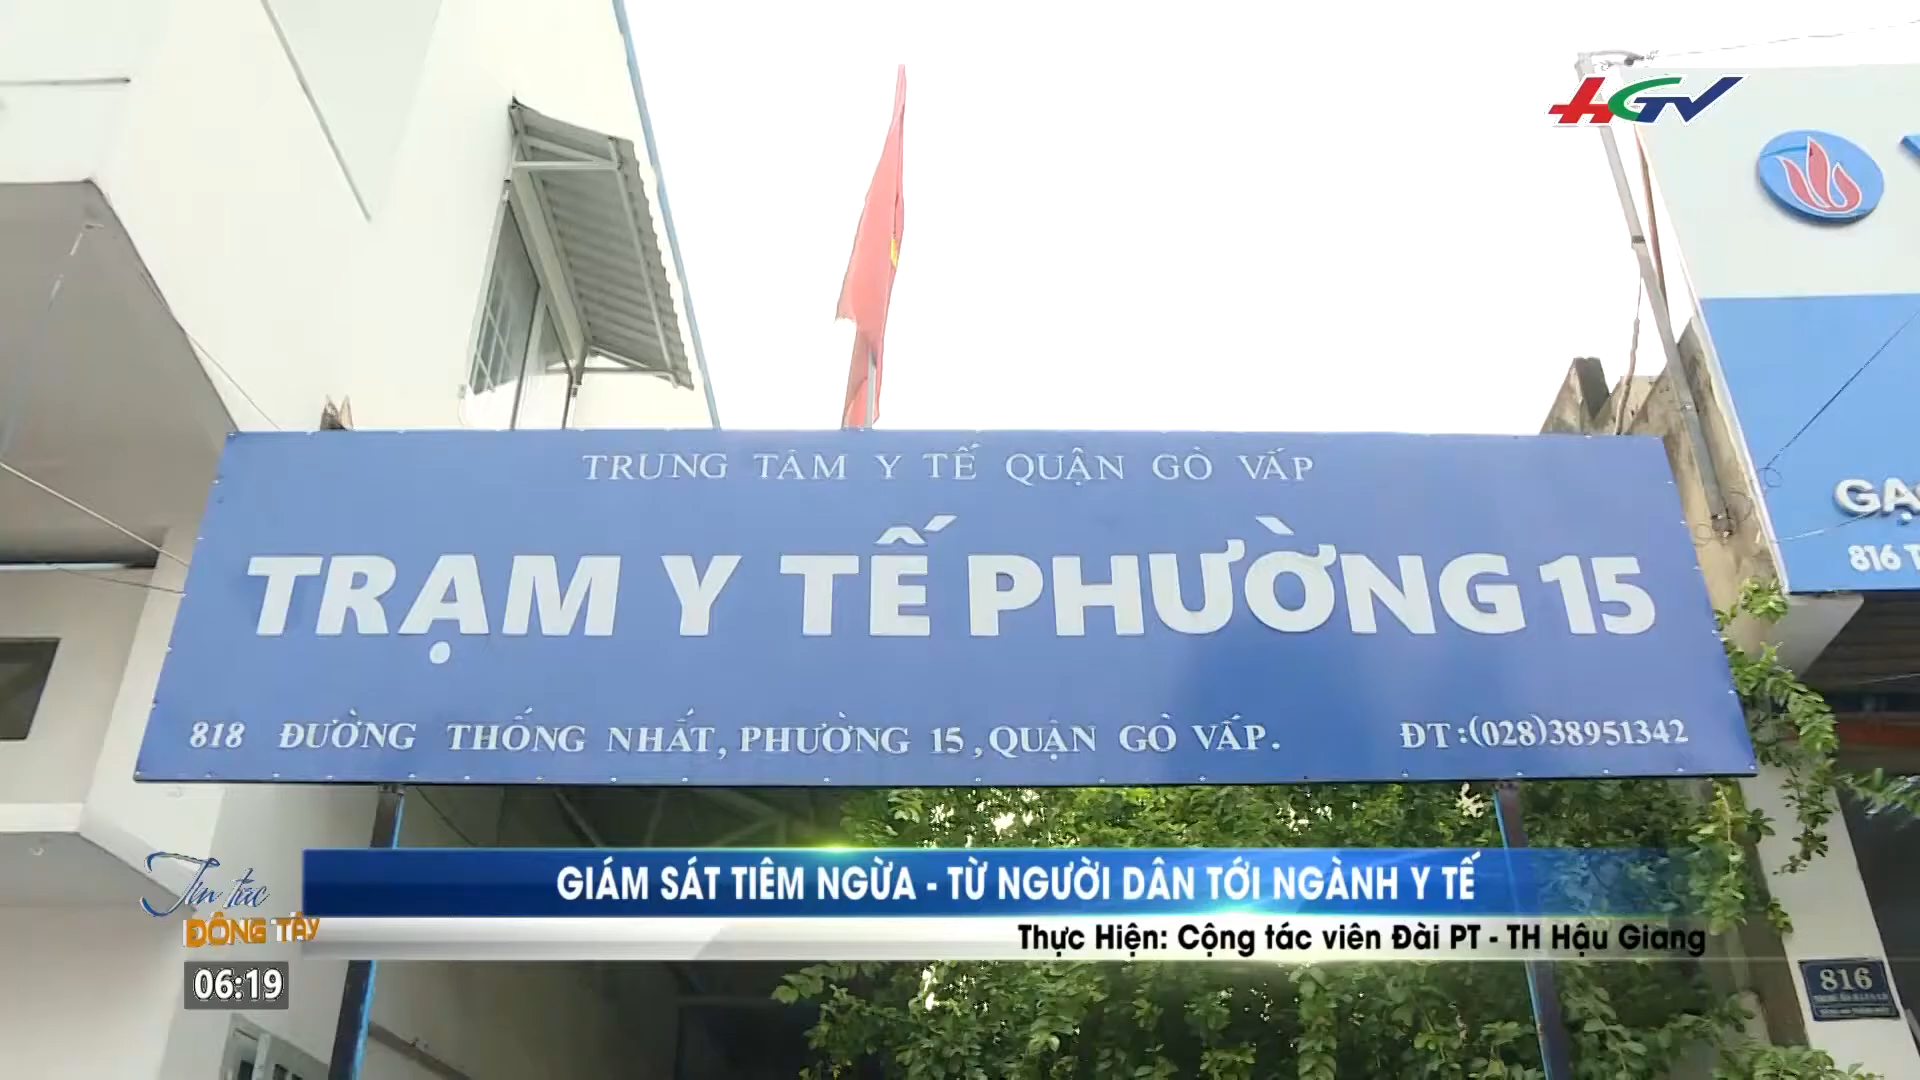 HGTV
TRUNG TÂM Y TẾ QUẬN GÒ VẤP
TRẠM Y TẾ PHƯỜNG 15
818 ĐƯỜNG THỐNG NHẤT, PHƯỜNG 15, QUẬN GÒ VẤP. ĐT:(028)38951342
816
Tin tức
ĐÔNG TÂY
GIÁM SÁT TIÊM NGỪA - TỪ NGƯỜI DÂN TỚI NGÀNH Y TẾ
Thực Hiện: Cộng tác viên Đài PT - TH Hậu Giang
06:19
816